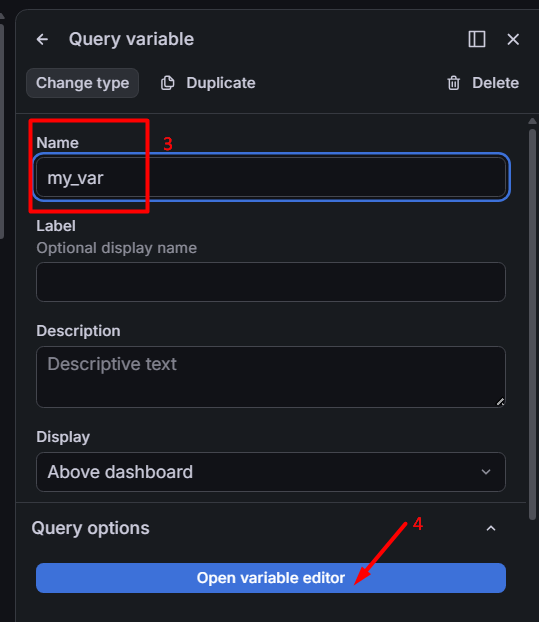 Query variable
Change type Duplicate Delete
Name 3
my_var
Label
Optional display name
Description
Descriptive text
Display
Above dashboard
Query options
4
Open variable editor